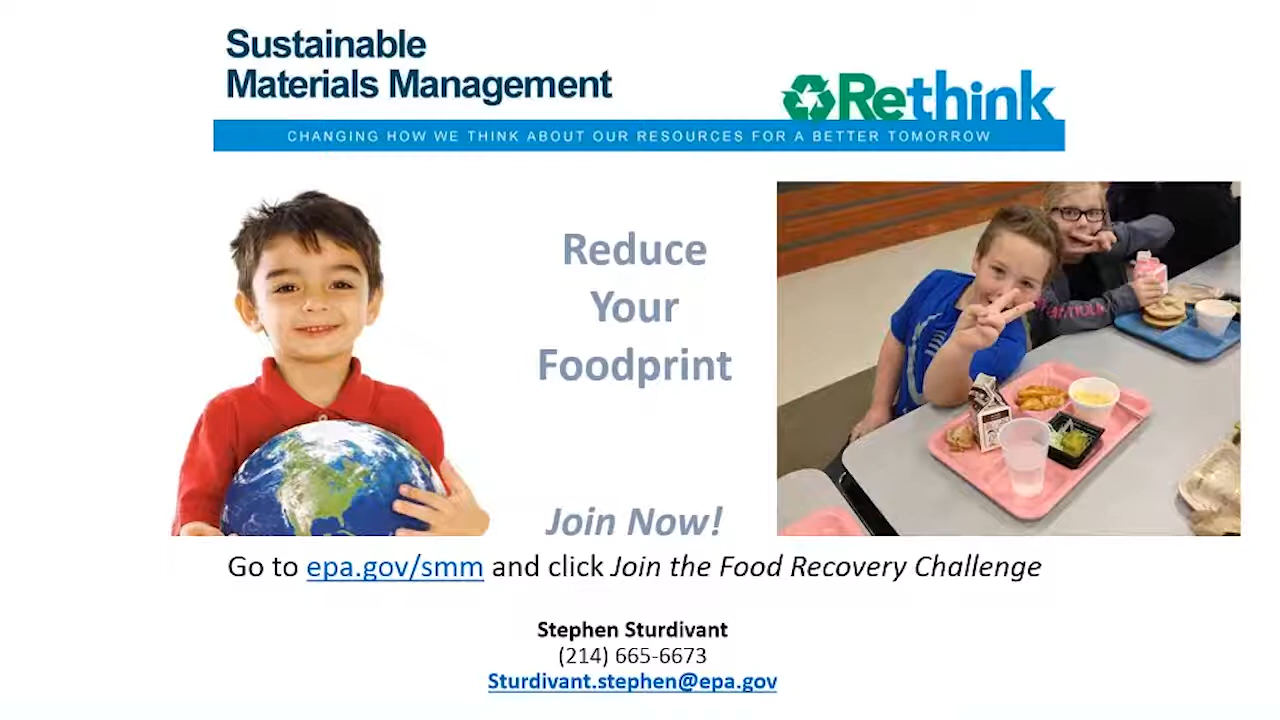 Sustainable
Materials Management
Rethink
CHANGING HOW WE THINK ABOUT OUR RESOURCES FOR A BETTER TOMORROW
Reduce
Your
Foodprint
Join Now!
Go to epa.gov/smm and click Join the Food Recovery Challenge
Stephen Sturdivant
(214) 665-6673
Sturdivant.stephen@epa.gov